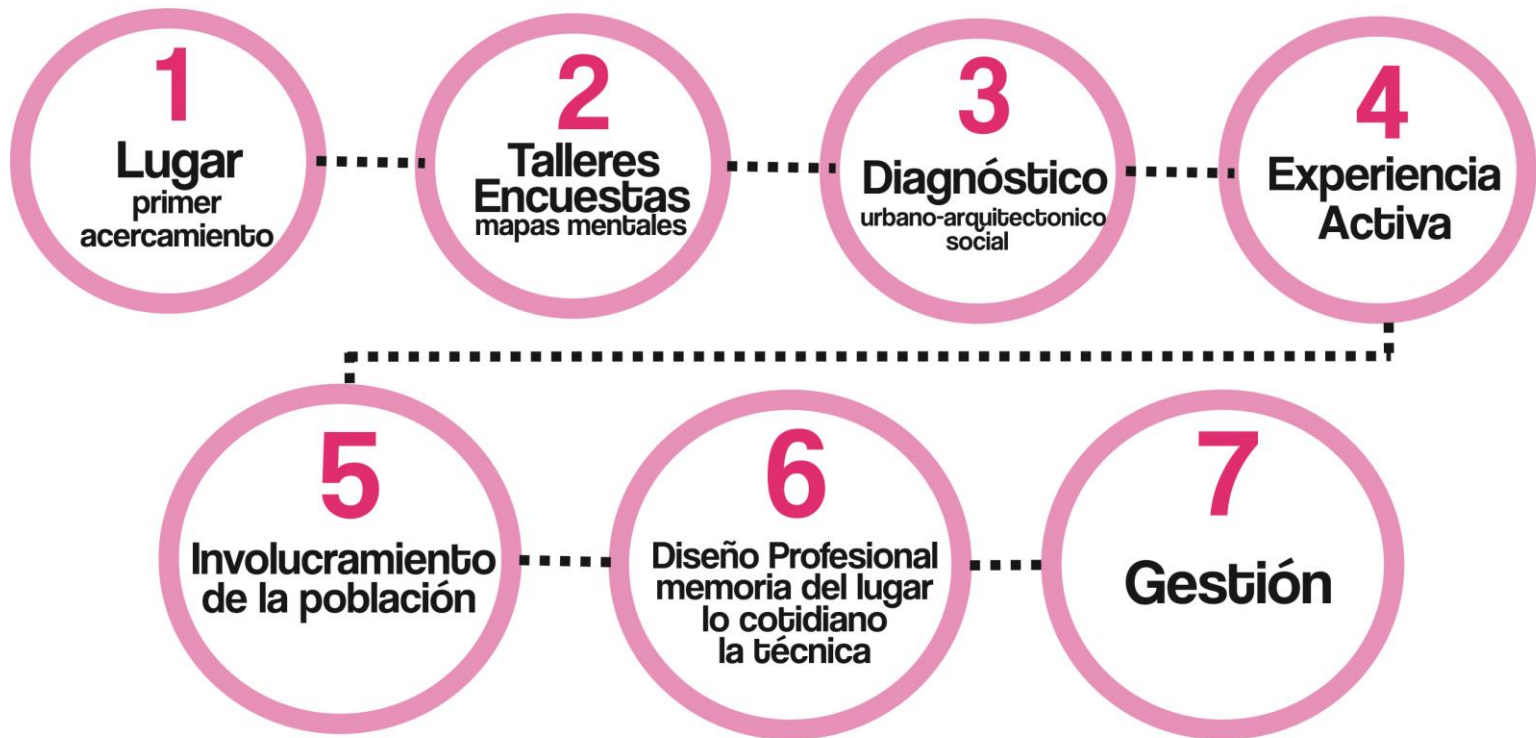 1
Lugar
primer
acercamiento
2
Talleres
Encuestas
mapas mentales
3
Diagnóstico
urbano-arquitectonico
social
4
Experiencia
Activa
5
Involucramiento
de la población
6
Diseño Profesional
memoria del lugar
lo cotidiano
la técnica
7
Gestión